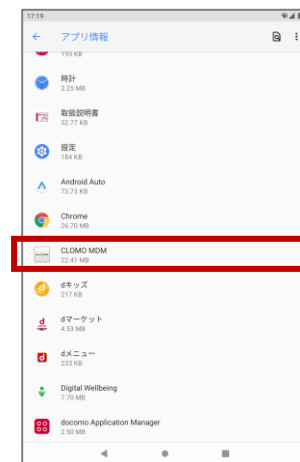 17:19
アプリ情報
193 KB
時計
3.25 MB
取扱説明書
32.77 KB
設定
184 KB
Android Auto
73.73 KB
Chrome
26.70 MB
CLOMO MDM
22.41 MB
dキッズ
217 KB
dマーケット
4.53 MB
dメニュー
233 KB
Digital Wellbeing
7.70 MB
docomo Application Manager
2.50 MB